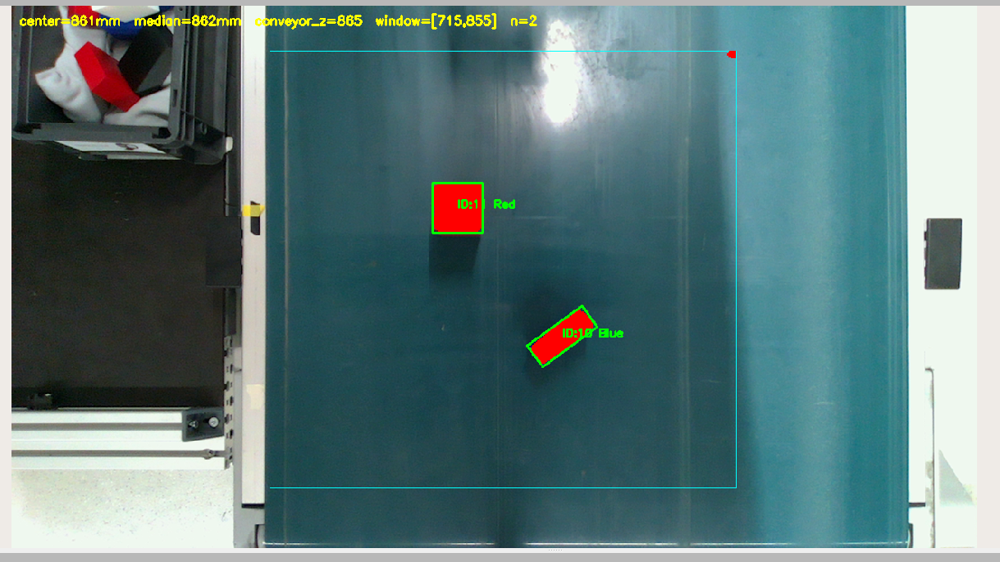 center=861mm  median=862mm  conveyor_z=865  window=[715,855]  n=2
ID:11 Red
ID:10 Blue